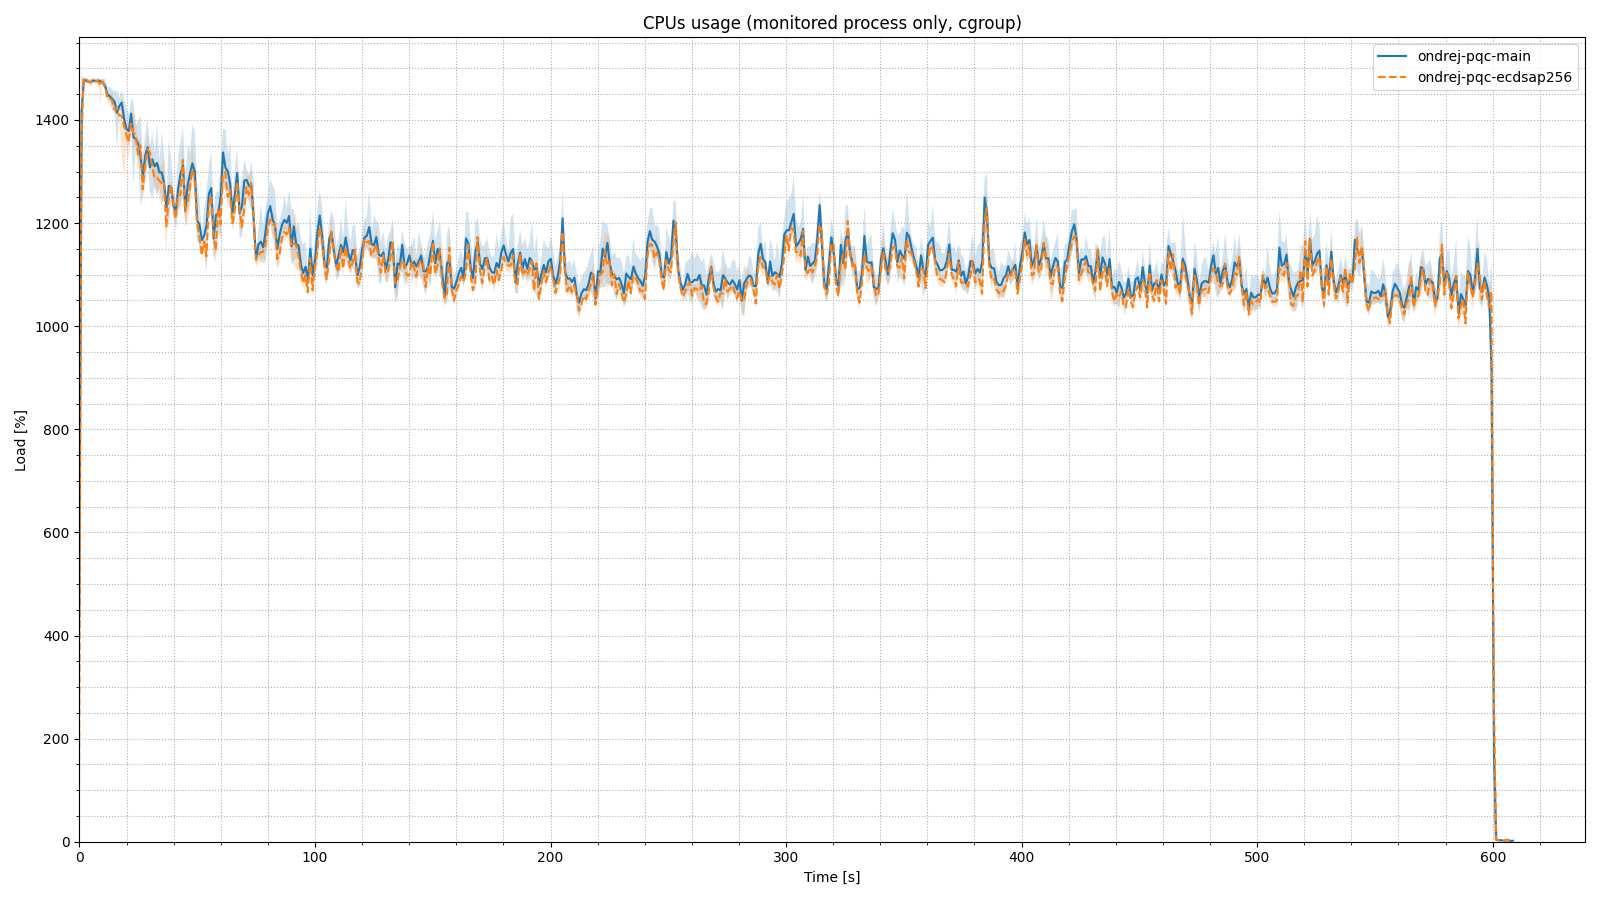 CPUs usage (monitored process only, cgroup)
ondrej-pqc-main
ondrej-pqc-ecdsap256
1400
1200
1000
800
600
400
200
0
Load [%]
0 100 200 300 400 500 600
Time [s]